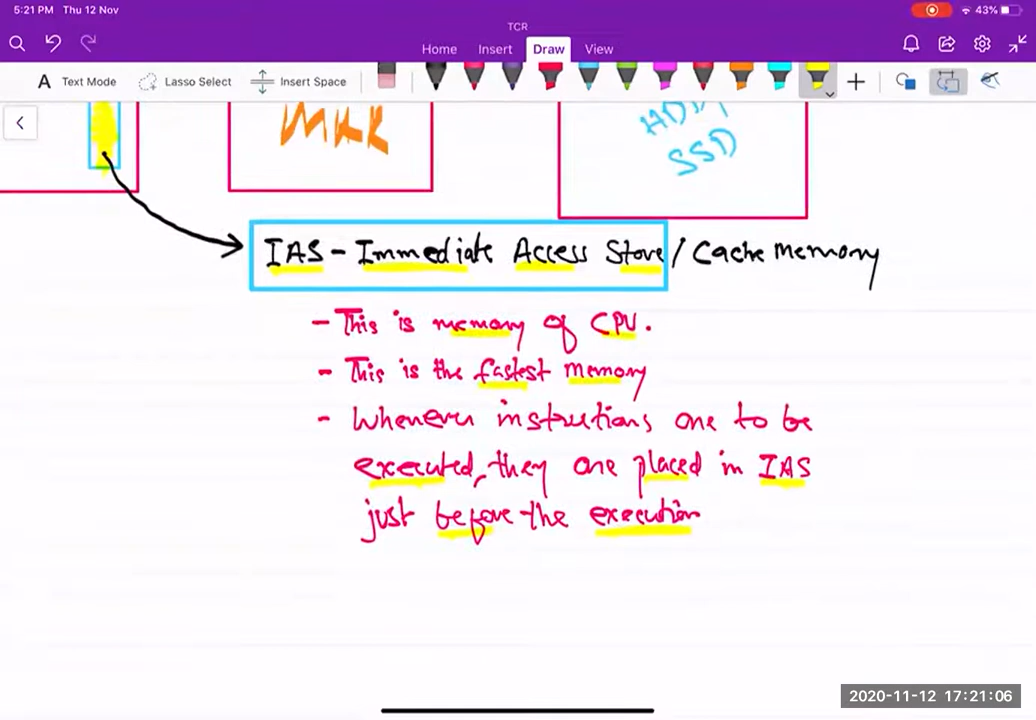 5:21 PM Thu 12 Nov
43%
TCR
Home Insert Draw View
A Text Mode Lasso Select Insert Space
SSD
IAS - Immediate Access Store / Cache Memory
- This is memory of CPU.
- This is the fastest memory
- Whenever instructions are to be
executed, they are placed in IAS
just before the execution
2020-11-12 17:21:06